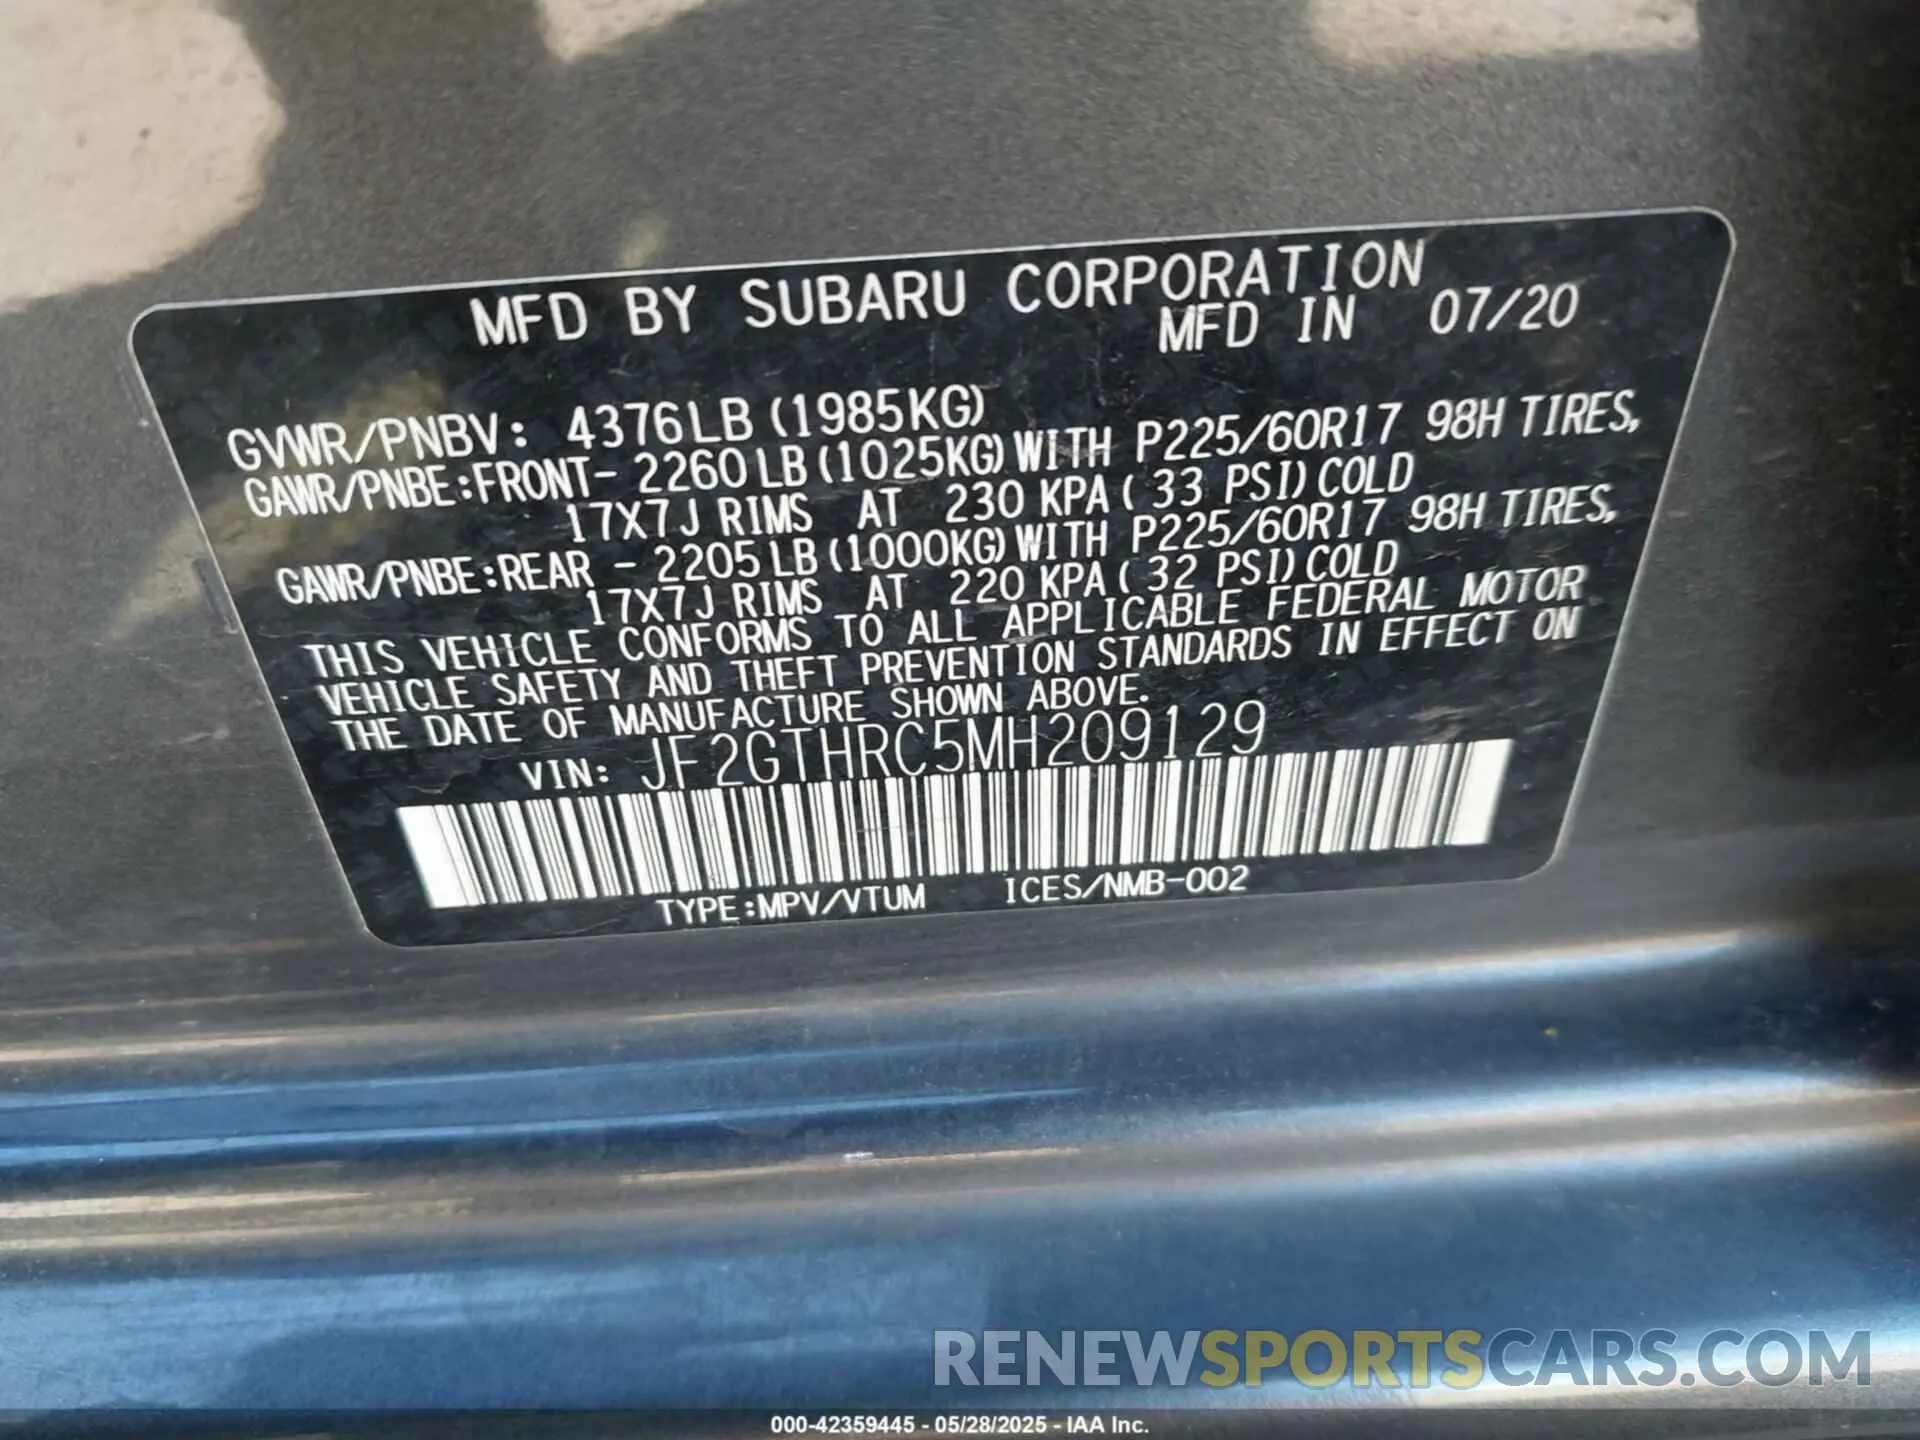 MFD BY SUBARU CORPORATION
MFD IN 07/20
GVWR/PNBV: 4376LB (1985KG)
GAWR/PNBE:FRONT- 2260LB (1025KG) WITH P225/60R17 98H TIRES,
17X7J RIMS AT 230 KPA ( 33 PSI) COLD
GAWR/PNBE:REAR - 2205LB (1000KG) WITH P225/60R17 98H TIRES,
17X7J RIMS AT 220 KPA ( 32 PSI) COLD
THIS VEHICLE CONFORMS TO ALL APPLICABLE FEDERAL MOTOR
VEHICLE SAFETY AND THEFT PREVENTION STANDARDS IN EFFECT ON
THE DATE OF MANUFACTURE SHOWN ABOVE.
VIN: JF2GTHRC5MH209129
TYPE:MPV/VTUM ICES/NMB-002
RENEWSPORTSCARS.COM
000-42359445 - 05/28/2025 - IAA Inc.